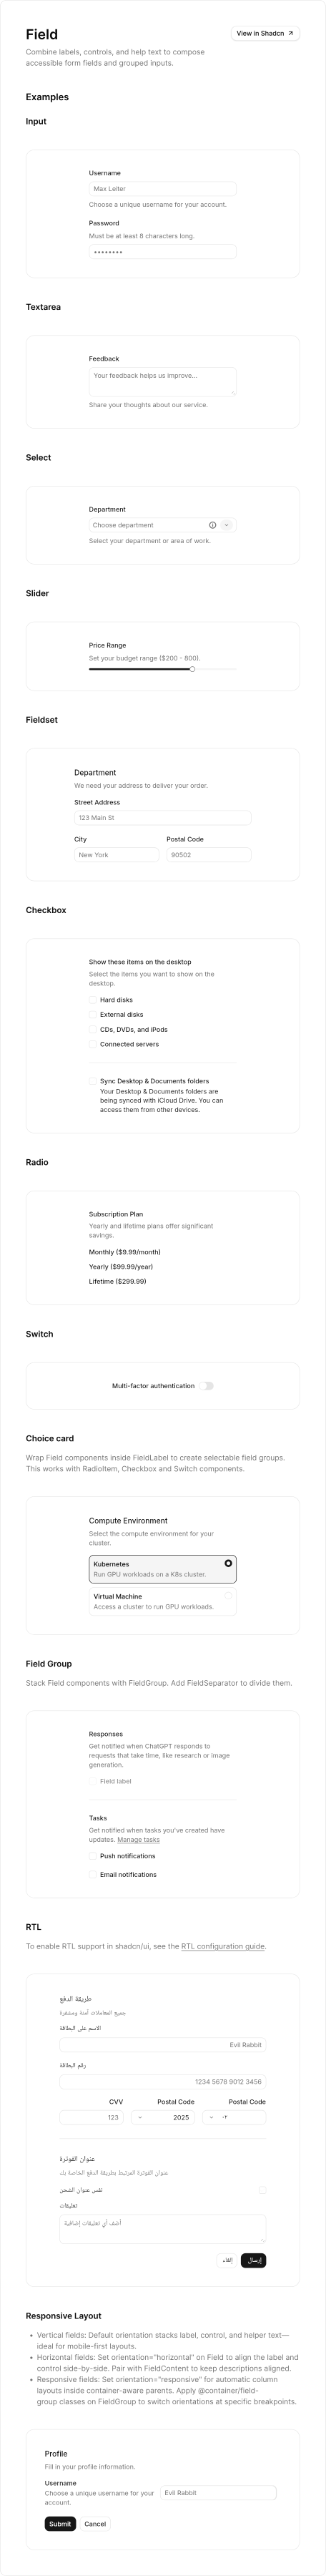 Field
View in Shadcn
Combine labels, controls, and help text to compose
accessible form fields and grouped inputs.
Examples
Input
Username
Max Leiter
Choose a unique username for your account.
Password
Must be at least 8 characters long.
••••••••
Textarea
Feedback
Your feedback helps us improve...
Share your thoughts about our service.
Select
Department
Choose department
Select your department or area of work.
Slider
Price Range
Set your budget range ($200 - 800).
Fieldset
Department
We need your address to deliver your order.
Street Address
123 Main St
City
Postal Code
New York
90502
Checkbox
Show these items on the desktop
Select the items you want to show on the
desktop.
Hard disks
External disks
CDs, DVDs, and iPods
Connected servers
Sync Desktop & Documents folders
Your Desktop & Documents folders are
being synced with iCloud Drive. You can
access them from other devices.
Radio
Subscription Plan
Yearly and lifetime plans offer significant
savings.
Monthly ($9.99/month)
Yearly ($99.99/year)
Lifetime ($299.99)
Switch
Multi-factor authentication
Choice card
Wrap Field components inside FieldLabel to create selectable field groups.
This works with RadioItem, Checkbox and Switch components.
Compute Environment
Select the compute environment for your
cluster.
Kubernetes
Run GPU workloads on a K8s cluster.
Virtual Machine
Access a cluster to run GPU workloads.
Field Group
Stack Field components with FieldGroup. Add FieldSeparator to divide them.
Responses
Get notified when ChatGPT responds to
requests that take time, like research or image
generation.
Field label
Tasks
Get notified when tasks you've created have
updates. Manage tasks
Push notifications
Email notifications
RTL
To enable RTL support in shadcn/ui, see the RTL configuration guide.
طريقة الدفع
جميع المعاملات آمنة ومشفرة
الاسم على البطاقة
Evil Rabbit
رقم البطاقة
1234 5678 9012 3456
CVV
Postal Code
Postal Code
123
2025
٠٢
عنوان الفوترة
عنوان الفوترة المرتبط بطريقة الدفع الخاصة بك
نفس عنوان الشحن
تعليقات
أضف أي تعليقات إضافية
إلغاء
إرسال
Responsive Layout
• Vertical fields: Default orientation stacks label, control, and helper text—
ideal for mobile-first layouts.
• Horizontal fields: Set orientation="horizontal" on Field to align the label and
control side-by-side. Pair with FieldContent to keep descriptions aligned.
• Responsive fields: Set orientation="responsive" for automatic column
layouts inside container-aware parents. Apply @container/field-
group classes on FieldGroup to switch orientations at specific breakpoints.
Profile
Fill in your profile information.
Username
Choose a unique username for your
account.
Evil Rabbit
Submit
Cancel